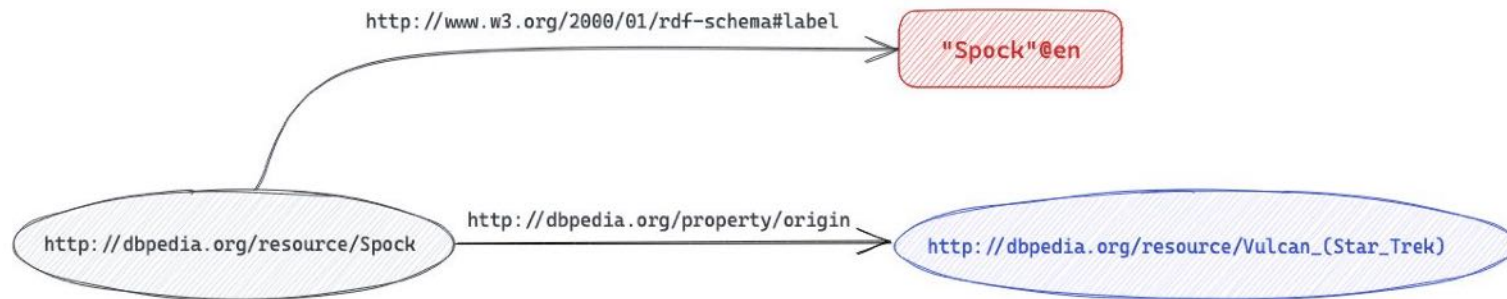 http://www.w3.org/2000/01/rdf-schema#label
"Spock"@en
http://dbpedia.org/property/origin
http://dbpedia.org/resource/Spock
http://dbpedia.org/resource/Vulcan_(Star_Trek)